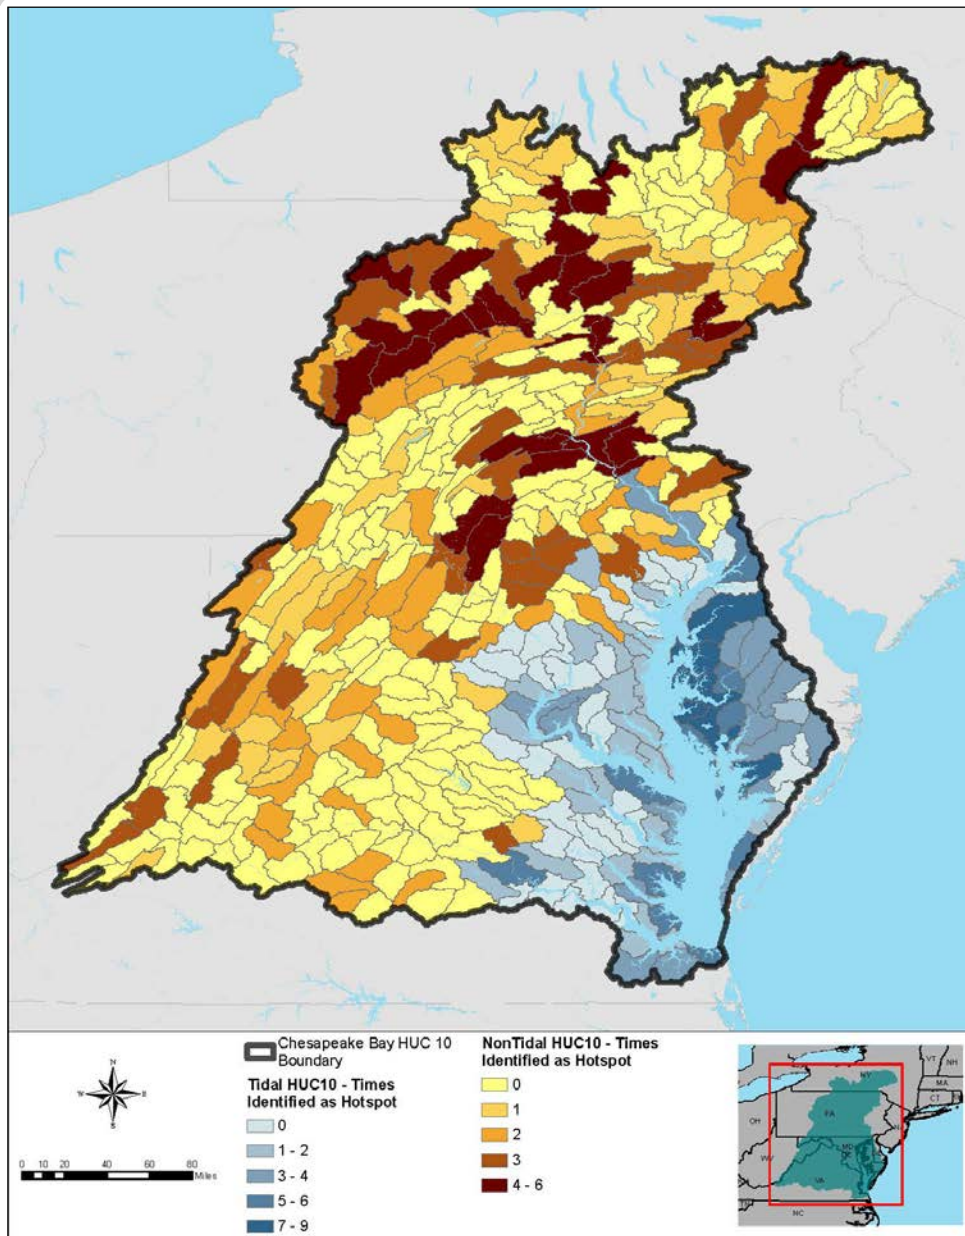 N
W
E
S
0 10 20
40
60
80
Miles
Chesapeake Bay HUC 10
Boundary
Tidal HUC10 - Times
Identified as Hotspot
0
1 - 2
3 - 4
5 - 6
7 - 9
NonTidal HUC10 - Times
Identified as Hotspot
0
1
2
3
4 - 6
VT
NH
NY
MA
CT
PA
OH
MD
WV
VA
NC